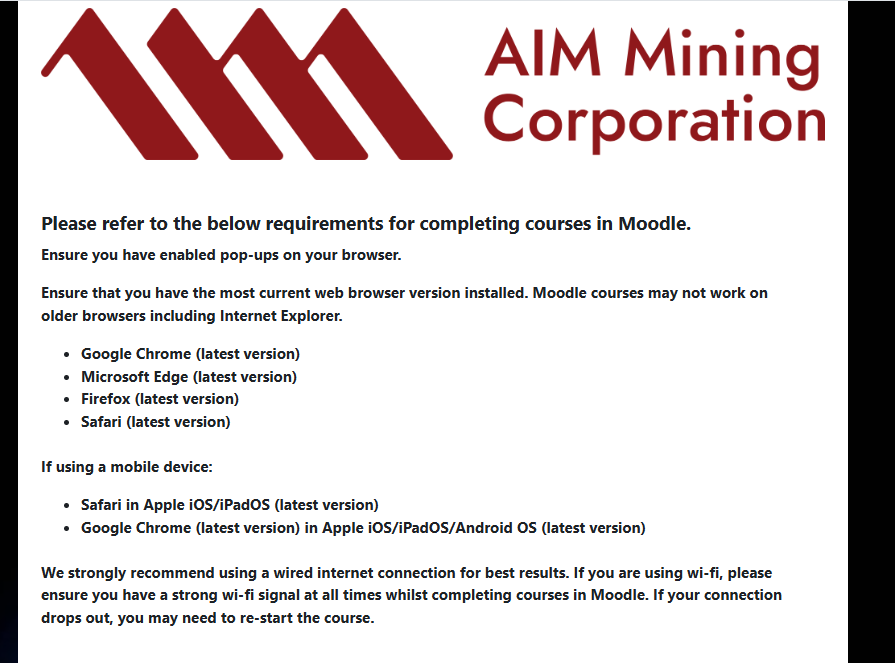 AIM Mining
Corporation
Please refer to the below requirements for completing courses in Moodle.
Ensure you have enabled pop-ups on your browser.
Ensure that you have the most current web browser version installed. Moodle courses may not work on
older browsers including Internet Explorer.
• Google Chrome (latest version)
• Microsoft Edge (latest version)
• Firefox (latest version)
• Safari (latest version)
If using a mobile device:
• Safari in Apple iOS/iPadOS (latest version)
• Google Chrome (latest version) in Apple iOS/iPadOS/Android OS (latest version)
We strongly recommend using a wired internet connection for best results. If you are using wi-fi, please
ensure you have a strong wi-fi signal at all times whilst completing courses in Moodle. If your connection
drops out, you may need to re-start the course.